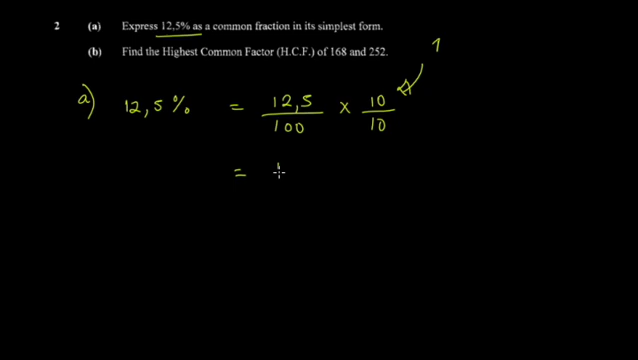 2 (a) Express 12,5% as a common fraction in its simplest form.
(b) Find the Highest Common Factor (H.C.F.) of 168 and 252.
1
a) 12,5 % = 12,5/100 x 10/10
=